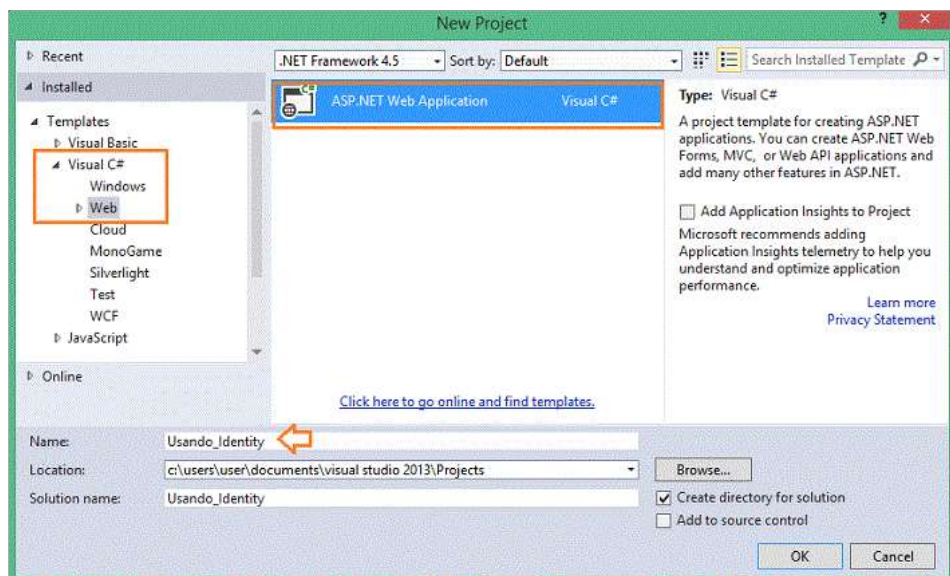 New Project
?
Recent
.NET Framework 4.5
Sort by: Default
Search Installed Template
Installed
Templates
Visual Basic
Visual C#
Windows
Web
Cloud
MonoGame
Silverlight
Test
WCF
JavaScript
Online
ASP.NET Web Application Visual C#
Click here to go online and find templates.
Type: Visual C#
A project template for creating ASP.NET
applications. You can create ASP.NET Web
Forms, MVC, or Web API applications and
add many other features in ASP.NET.
Add Application Insights to Project
Microsoft recommends adding
Application Insights telemetry to help you
understand and optimize application
performance.
Learn more
Privacy Statement
Name: Usando_Identity
Location: c:\users\user\documents\visual studio 2013\Projects
Browse...
Solution name: Usando_Identity
Create directory for solution
Add to source control
OK
Cancel